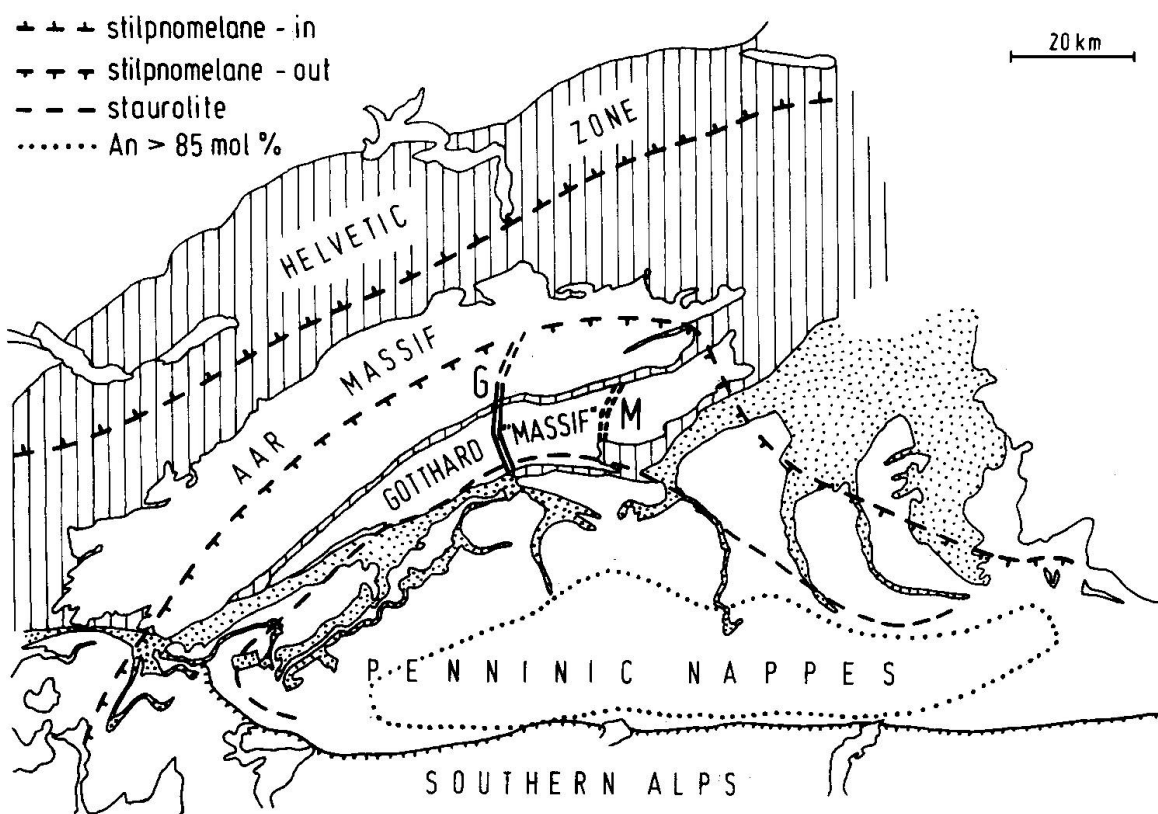 stilpnomelane - in
stilpnomelane - out
staurolite
An > 85 mol %
20 km
HELVETIC ZONE
AAR MASSIF
GOTTHARD "MASSIF"
G
M
PENNINIC NAPPES
SOUTHERN ALPS